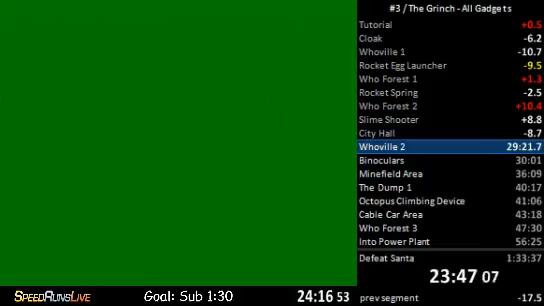 #3 / The Grinch - All Gadgets
Tutorial +0.5
Cloak -6.2
Whoville 1 -10.7
Rocket Egg Launcher -9.5
Who Forest 1 +1.3
Rocket Spring -2.5
Who Forest 2 +10.4
Slime Shooter +8.8
City Hall -8.7
Whoville 2 29:21.7
Binoculars 30:01
Minefield Area 36:09
The Dump 1 40:17
Octopus Climbing Device 41:06
Cable Car Area 43:18
Who Forest 3 47:30
Into Power Plant 56:25
Defeat Santa 1:33:37
23:47 07
SPEEDRUNSLIVE Goal: Sub 1:30 24:16 53 prev segment -17.5